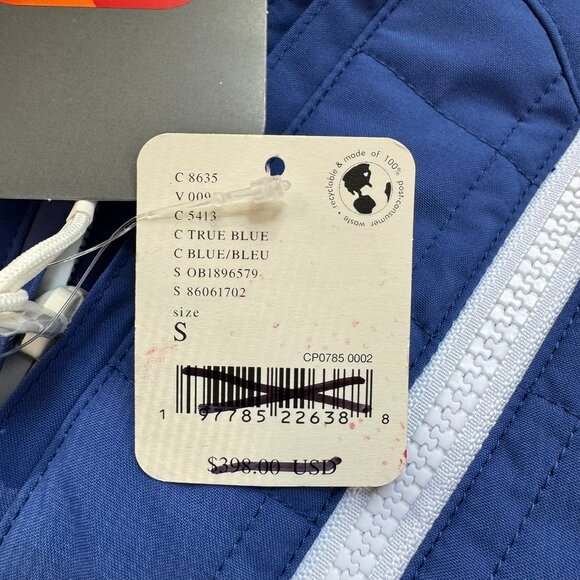 C 8635
V 009
C 5413
C TRUE BLUE
C BLUE/BLEU
S OB1896579
S 86061702
size
S
recyclable & made of 100% post-consumer waste •
CP0785 0002
1 97785 22638 8
$398.00 USD